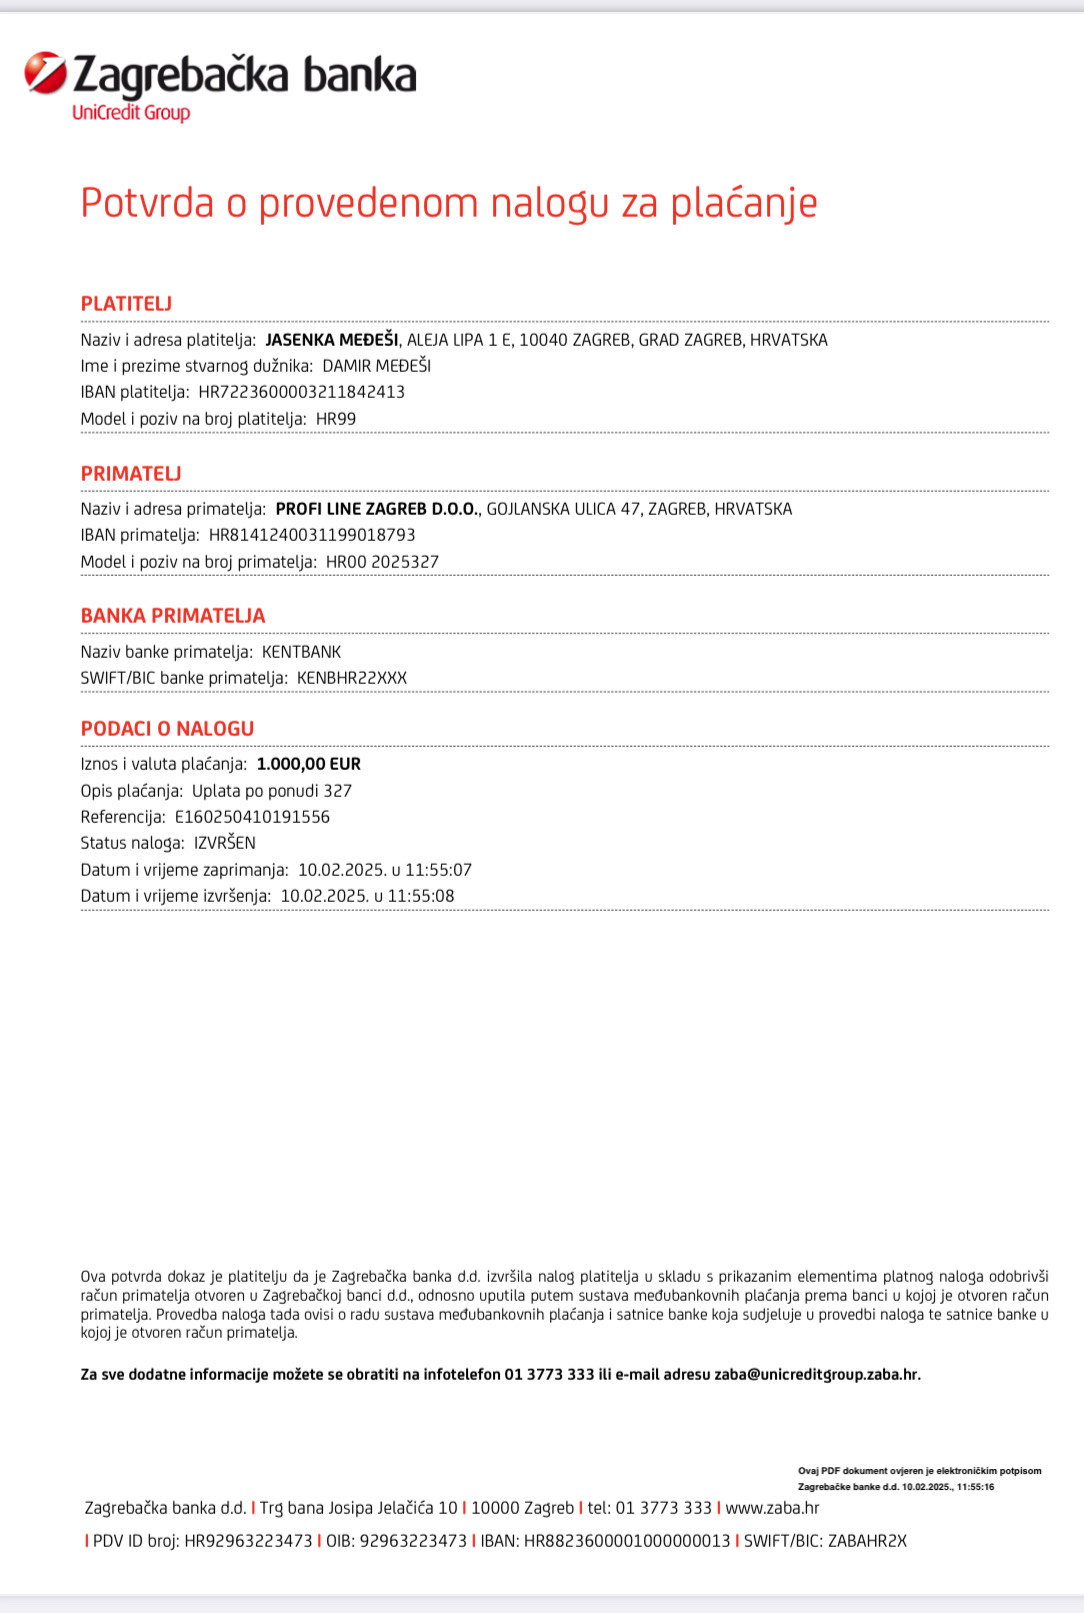 Zagrebačka banka
UniCredit Group
Potvrda o provedenom nalogu za plaćanje
PLATITELJ
Naziv i adresa platitelja: JASENKA MEĐEŠI, ALEJA LIPA 1 E, 10040 ZAGREB, GRAD ZAGREB, HRVATSKA
Ime i prezime stvarnog dužnika: DAMIR MEĐEŠI
IBAN platitelja: HR7223600003211842413
Model i poziv na broj platitelja: HR99
PRIMATELJ
Naziv i adresa primatelja: PROFI LINE ZAGREB D.O.O., GOJLANSKA ULICA 47, ZAGREB, HRVATSKA
IBAN primatelja: HR8141240031199018793
Model i poziv na broj primatelja: HR00 2025327
BANKA PRIMATELJA
Naziv banke primatelja: KENTBANK
SWIFT/BIC banke primatelja: KENBHR22XXX
PODACI O NALOGU
Iznos i valuta plaćanja: 1.000,00 EUR
Opis plaćanja: Uplata po ponudi 327
Referencija: E160250410191556
Status naloga: IZVRŠEN
Datum i vrijeme zaprimanja: 10.02.2025. u 11:55:07
Datum i vrijeme izvršenja: 10.02.2025. u 11:55:08
Ova potvrda dokaz je platitelju da je Zagrebačka banka d.d. izvršila nalog platitelja u skladu s prikazanim elementima platnog naloga odobrivši
račun primatelja otvoren u Zagrebačkoj banci d.d., odnosno uputila putem sustava međubankovnih plaćanja prema banci u kojoj je otvoren račun
primatelja. Provedba naloga tada ovisi o radu sustava međubankovnih plaćanja i satnice banke koja sudjeluje u provedbi naloga te satnice banke u
kojoj je otvoren račun primatelja.
Za sve dodatne informacije možete se obratiti na infotelefon 01 3773 333 ili e-mail adresu zaba@unicreditgroup.zaba.hr.
Ovaj PDF dokument ovjeren je elektroničkim potpisom
Zagrebačke banke d.d. 10.02.2025., 11:55:16
Zagrebačka banka d.d. I Trg bana Josipa Jelačića 10 I 10000 Zagreb I tel: 01 3773 333 I www.zaba.hr
I PDV ID broj: HR92963223473 I OIB: 92963223473 I IBAN: HR8823600001000000013 I SWIFT/BIC: ZABAHR2X